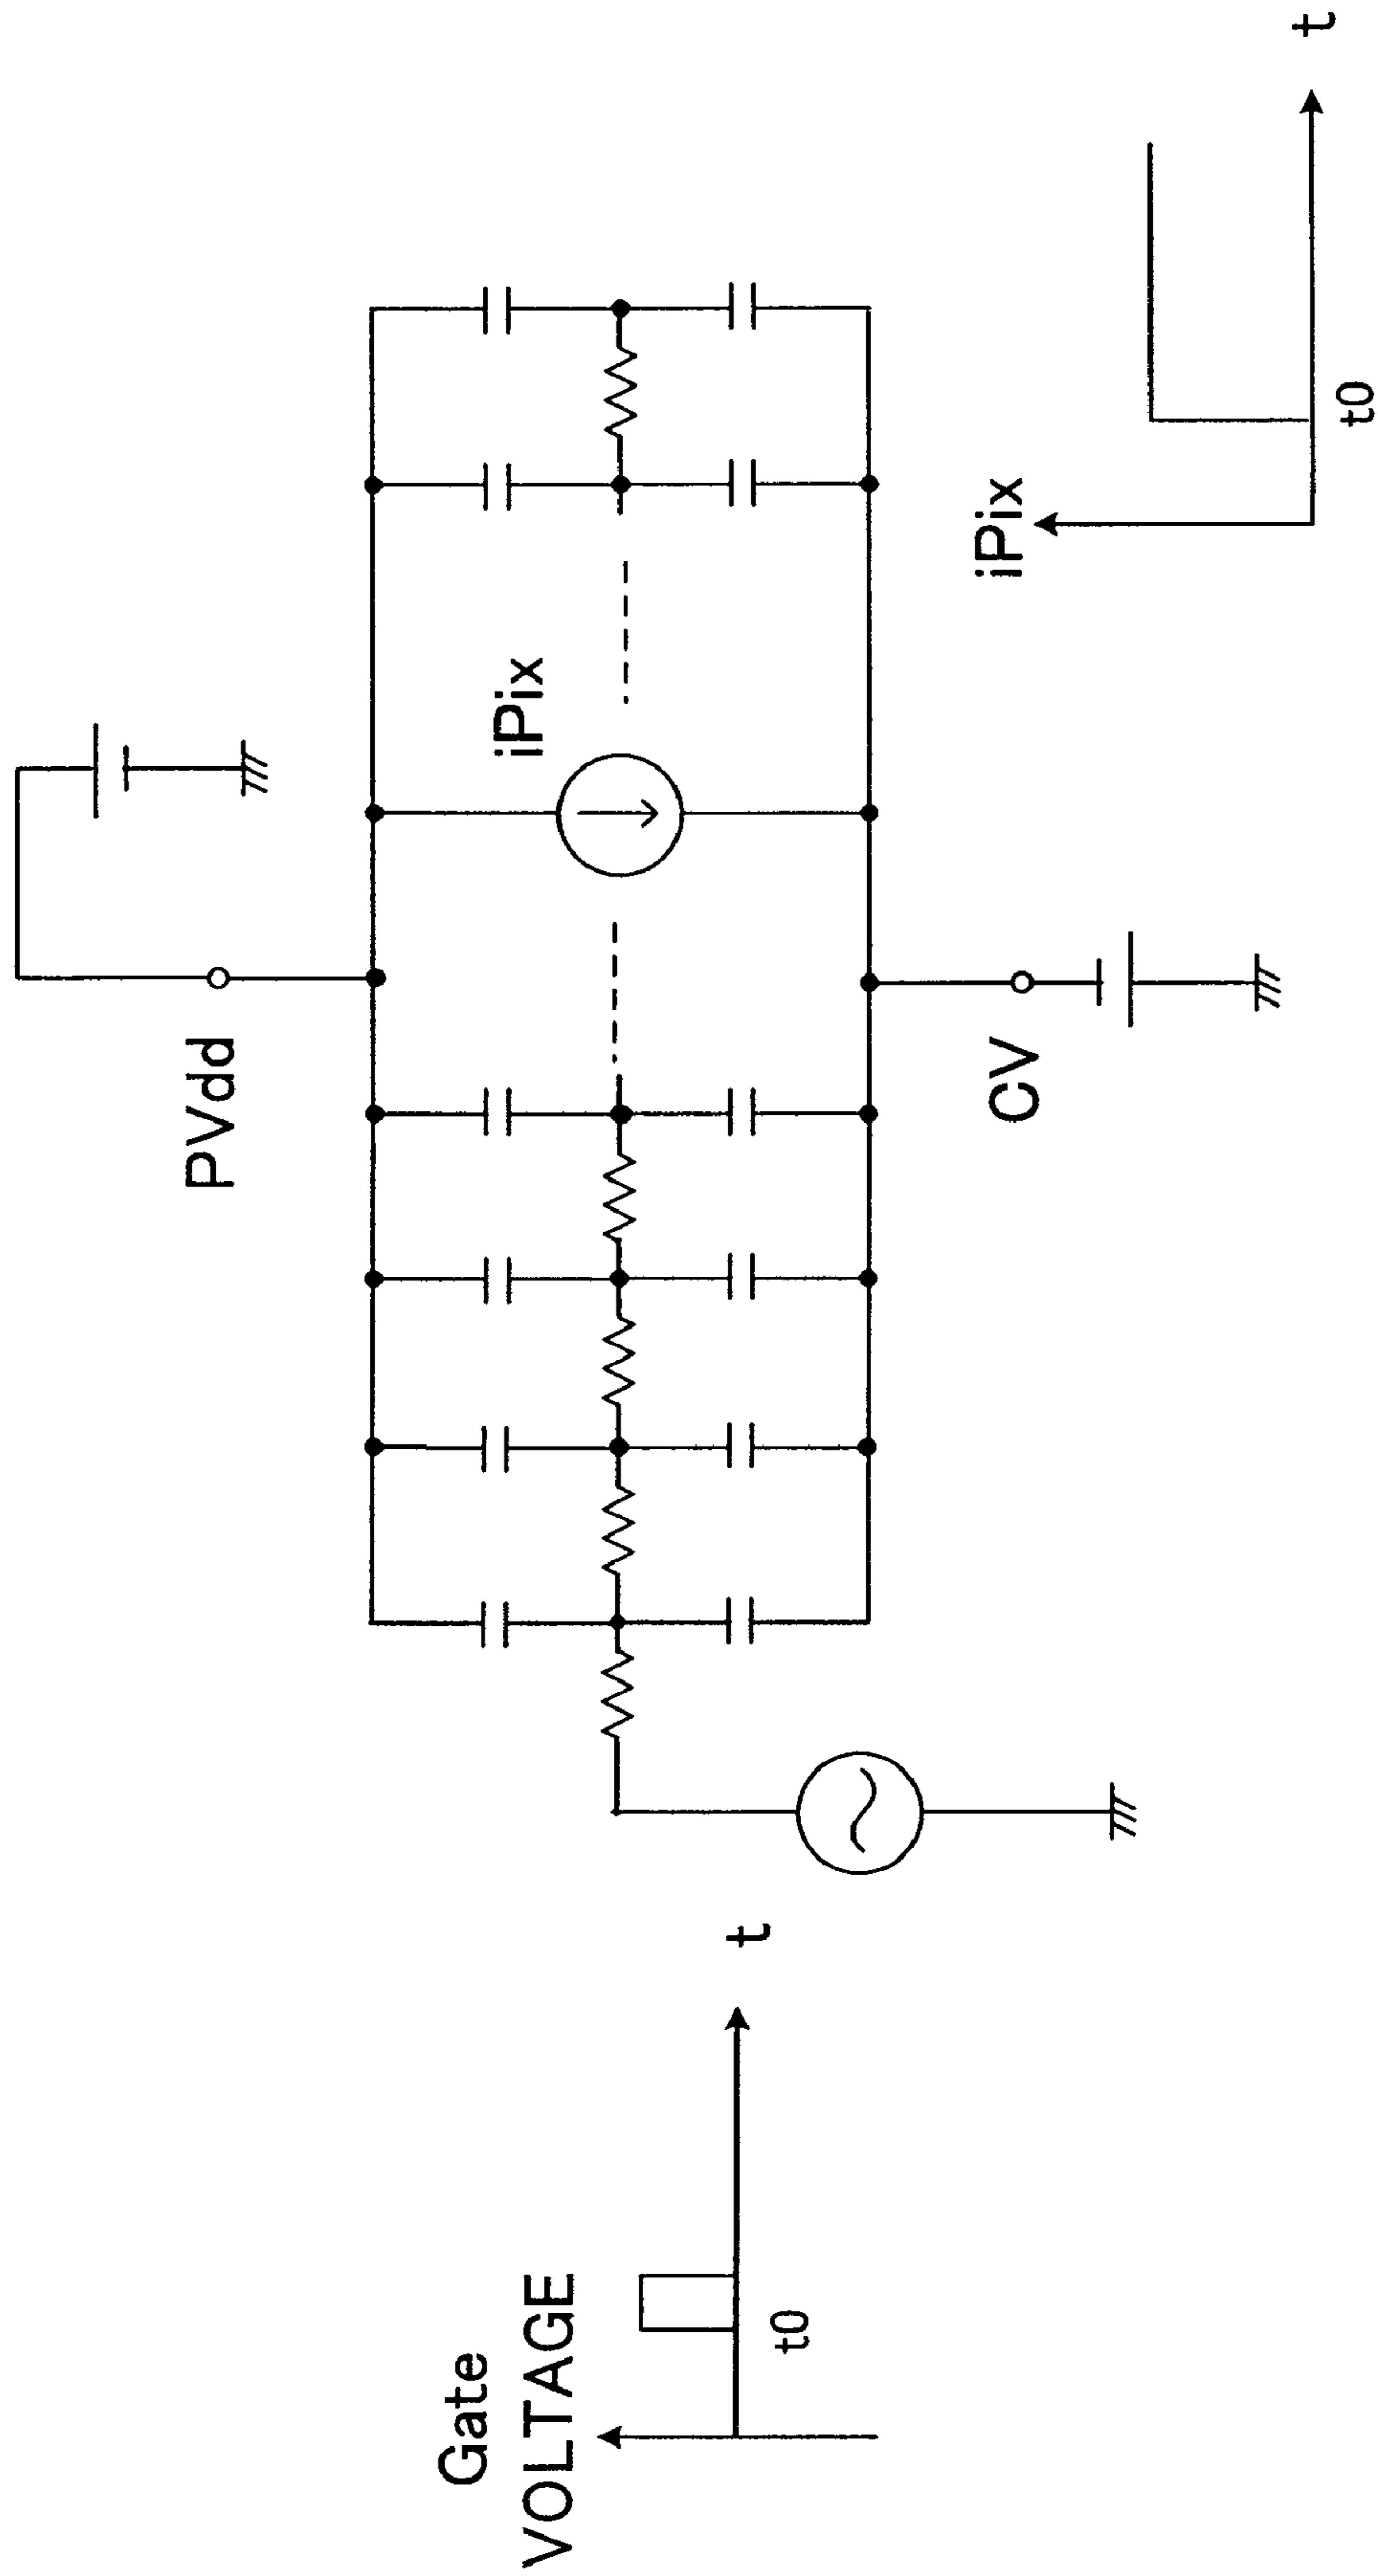 Gate
VOLTAGE
t0
t
PVdd
CV
iPix
iPix
t0
t